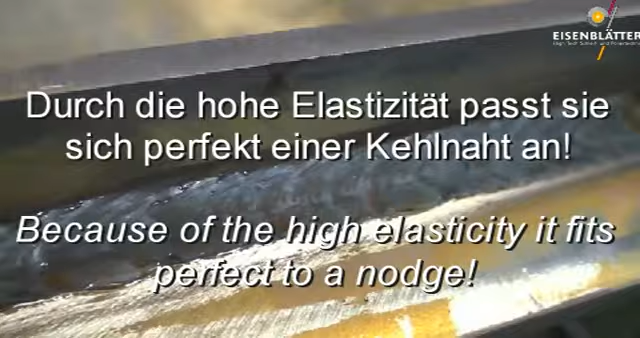 EISENBLÄTTER
Durch die hohe Elastizität passt sie
sich perfekt einer Kehlnaht an!
Because of the high elasticity it fits
perfect to a nodge!